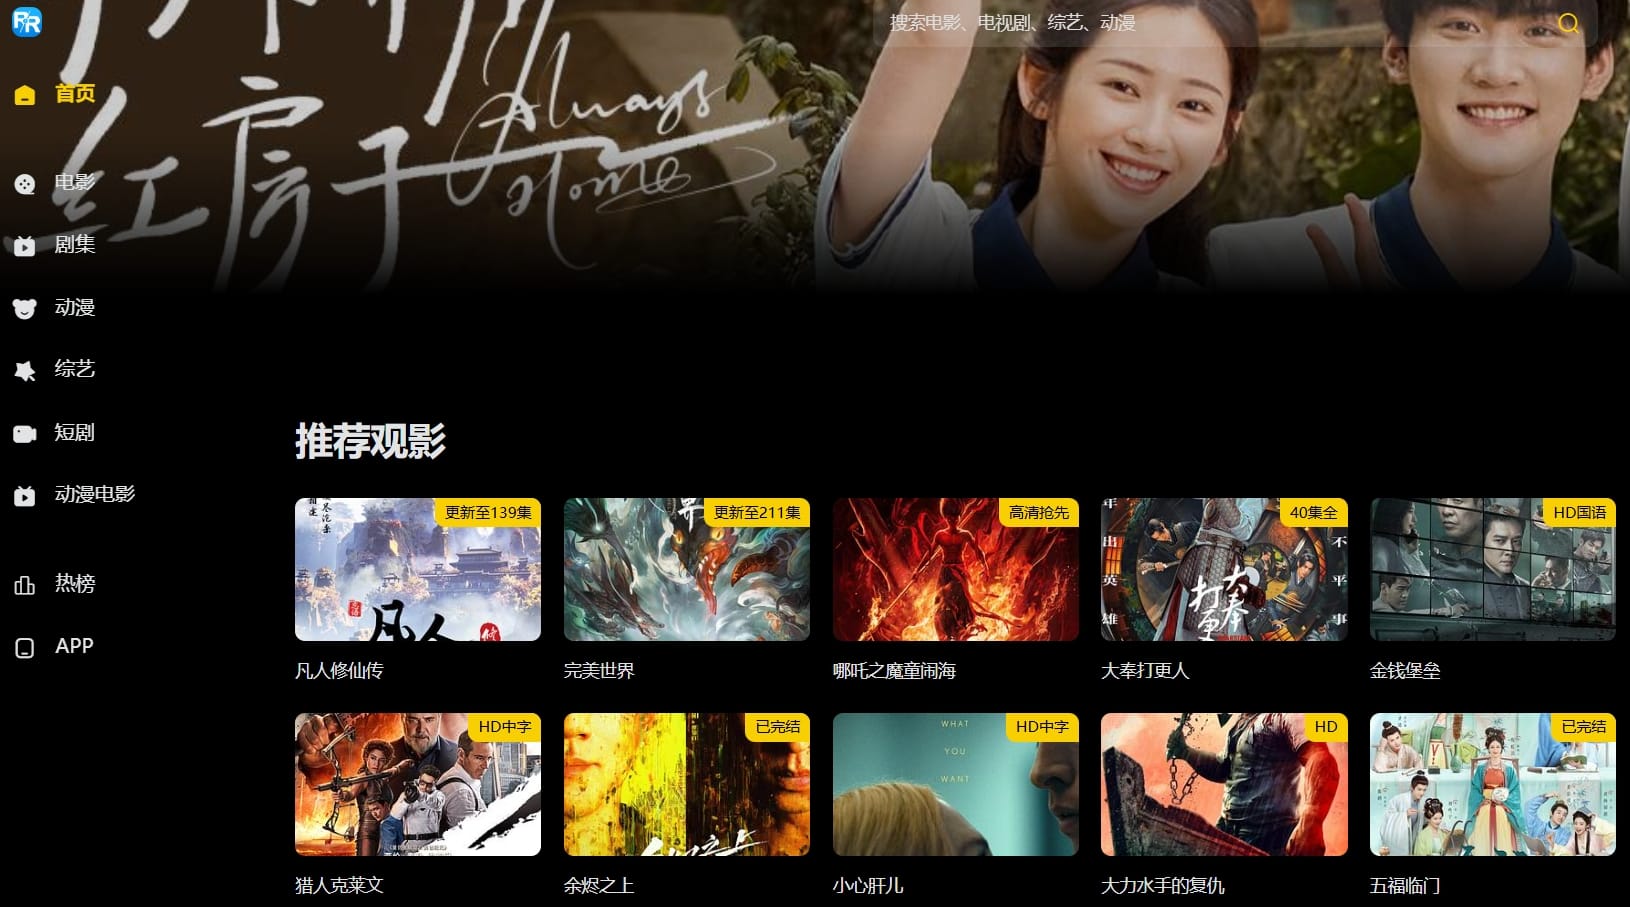 搜索电影、电视剧、综艺、动漫
红房子
Always
Home
首页
电影
剧集
动漫
综艺
短剧
动漫电影
热榜
APP
推荐观影
更新至139集
更新至211集
高清抢先
40集全
HD国语
凡人
大奉
打更
凡人修仙传
完美世界
哪吒之魔童闹海
大奉打更人
金钱堡垒
HD中字
已完结
HD中字
HD
已完结
WHAT
YOU
WANT
猎人克莱文
余烬之上
小心肝儿
大力水手的复仇
五福临门